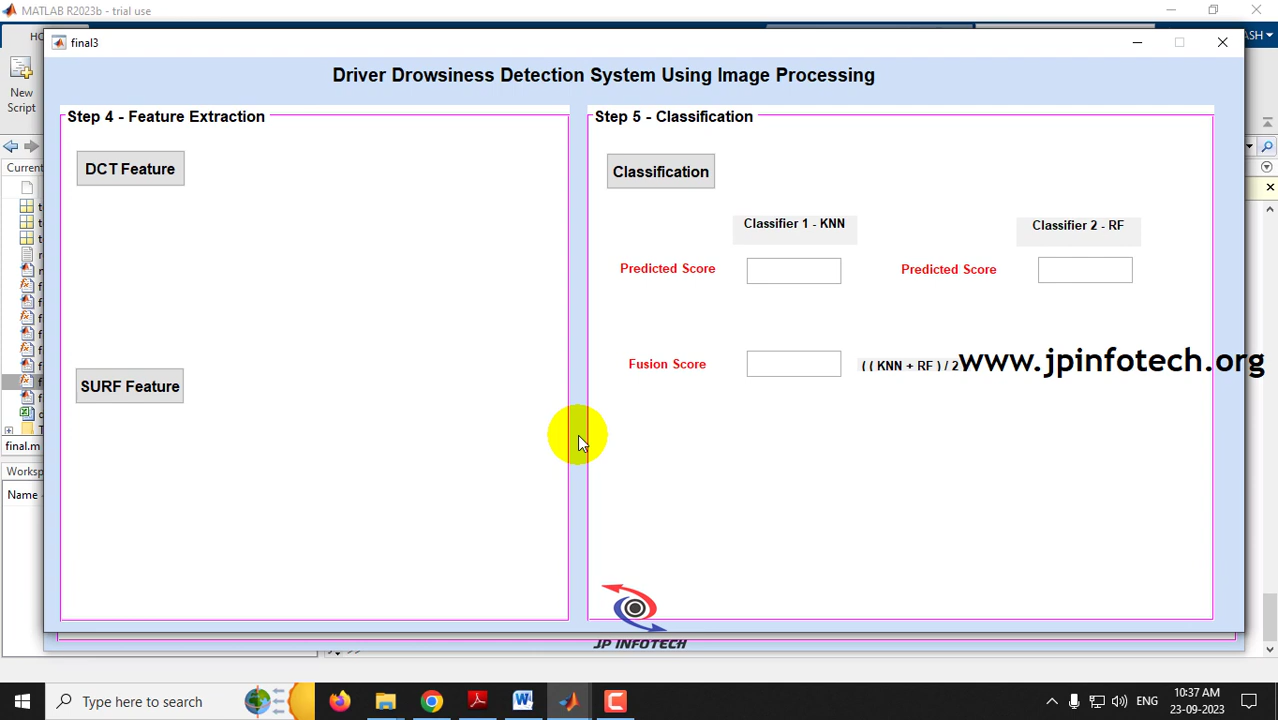 MATLAB R2023b - trial use
HO
ASH
New
Script
final3
Driver Drowsiness Detection System Using Image Processing
Step 4 - Feature Extraction
Step 5 - Classification
DCT Feature
Classification
Current
Classifier 1 - KNN
Classifier 2 - RF
Predicted Score
Predicted Score
Fusion Score
( ( KNN + RF ) / 2
www.jpinfotech.org
SURF Feature
final.m
Worksp
Name
JP INFOTECH
Type here to search
ENG
10:37 AM
23-09-2023